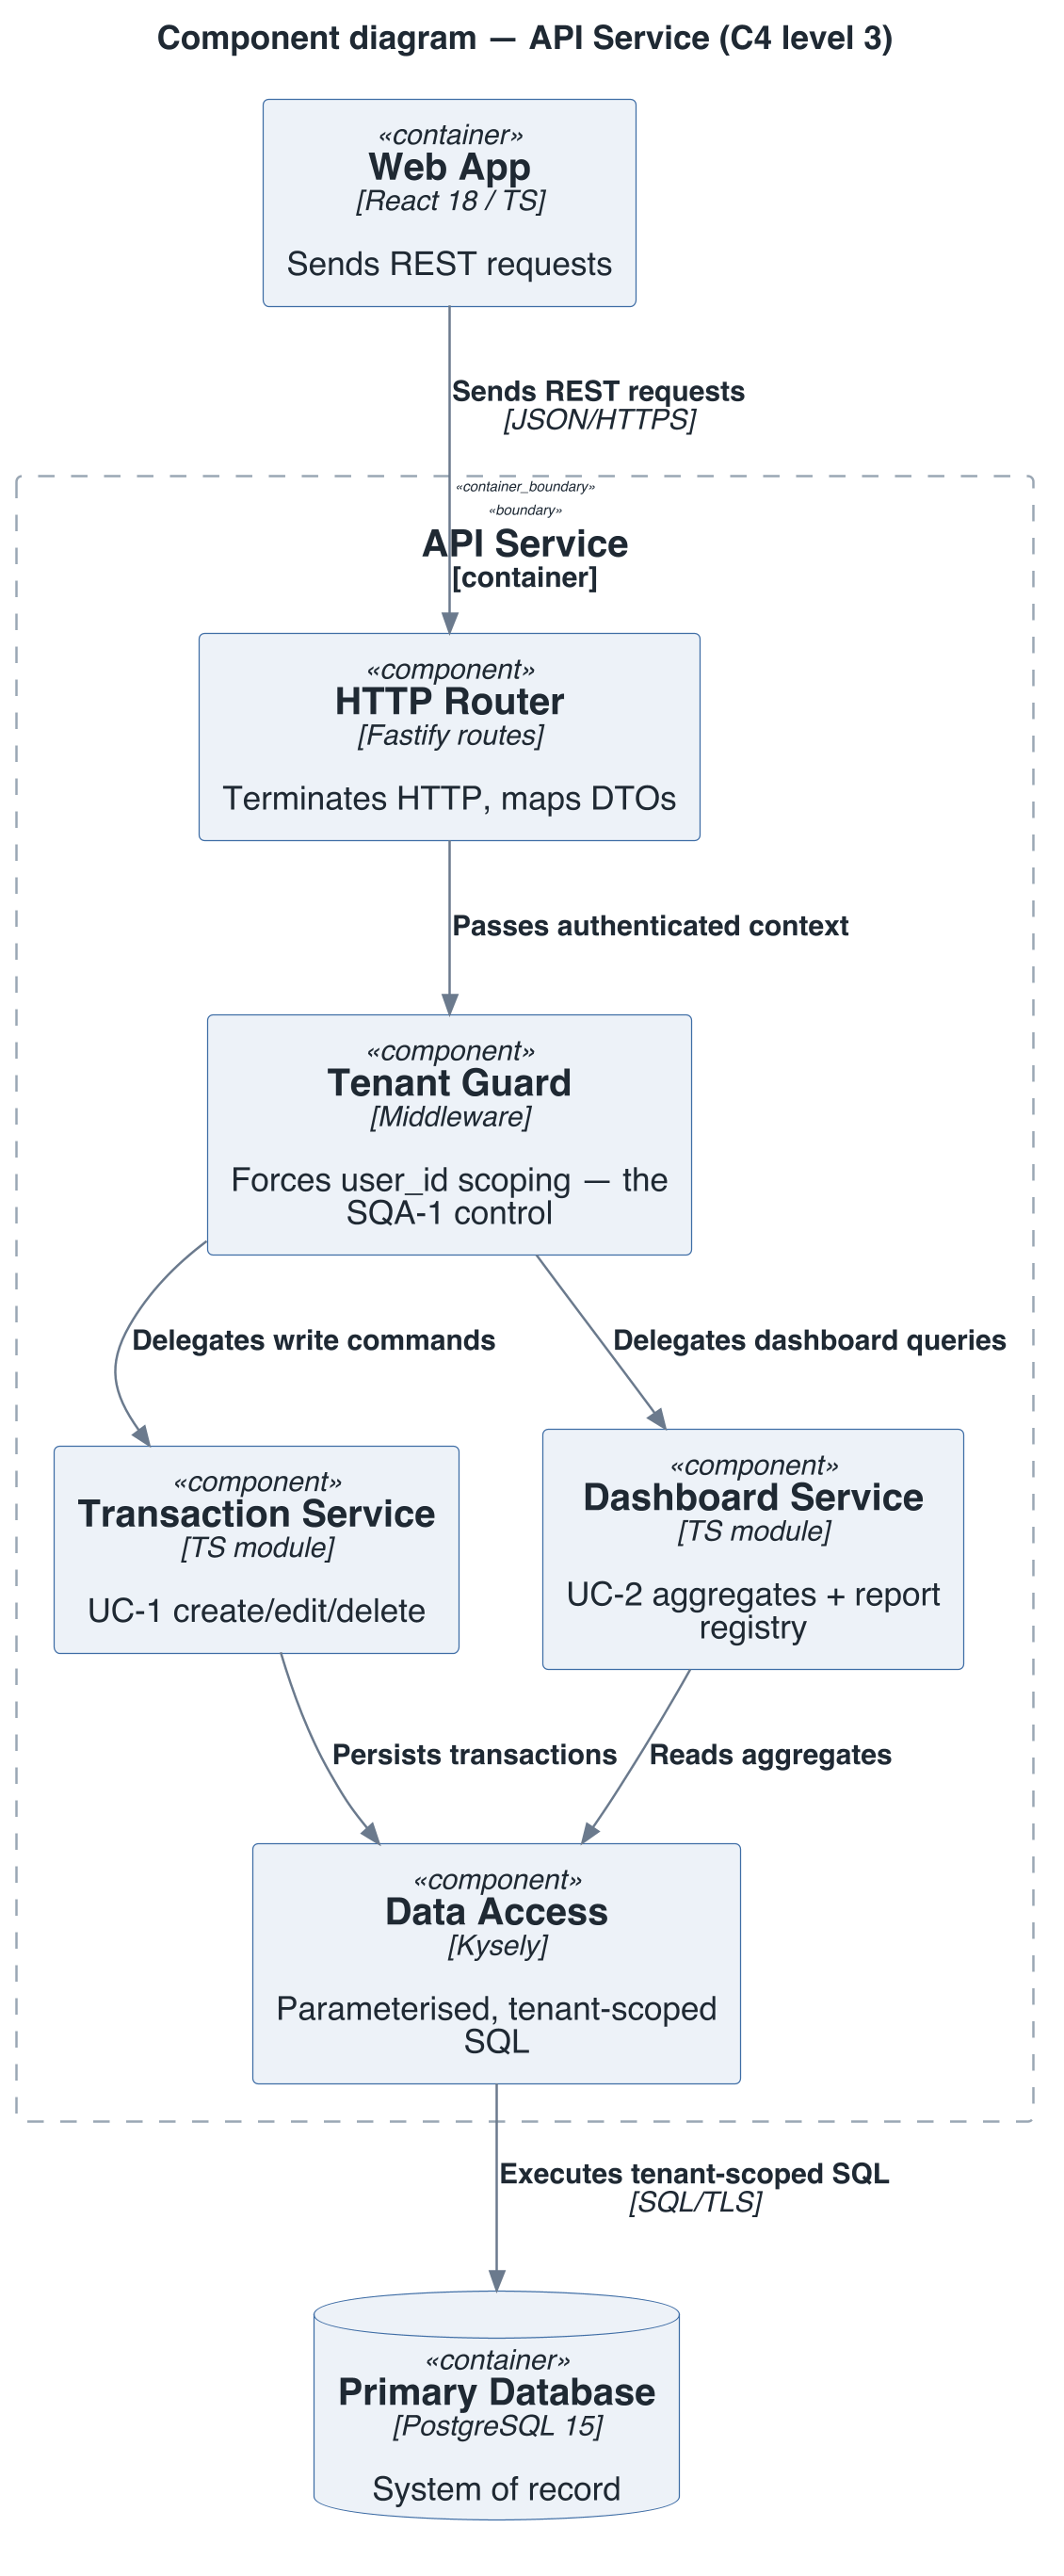 Component diagram — API Service (C4 level 3)
«container»
Web App
[React 18 / TS]
Sends REST requests
Sends REST requests
[JSON/HTTPS]
«container_boundary»
«boundary»
API Service
[container]
«component»
HTTP Router
[Fastify routes]
Terminates HTTP, maps DTOs
Passes authenticated context
«component»
Tenant Guard
[Middleware]
Forces user_id scoping — the
SQA-1 control
Delegates write commands
Delegates dashboard queries
«component»
Transaction Service
[TS module]
UC-1 create/edit/delete
«component»
Dashboard Service
[TS module]
UC-2 aggregates + report
registry
Persists transactions
Reads aggregates
«component»
Data Access
[Kysely]
Parameterised, tenant-scoped
SQL
Executes tenant-scoped SQL
[SQL/TLS]
«container»
Primary Database
[PostgreSQL 15]
System of record